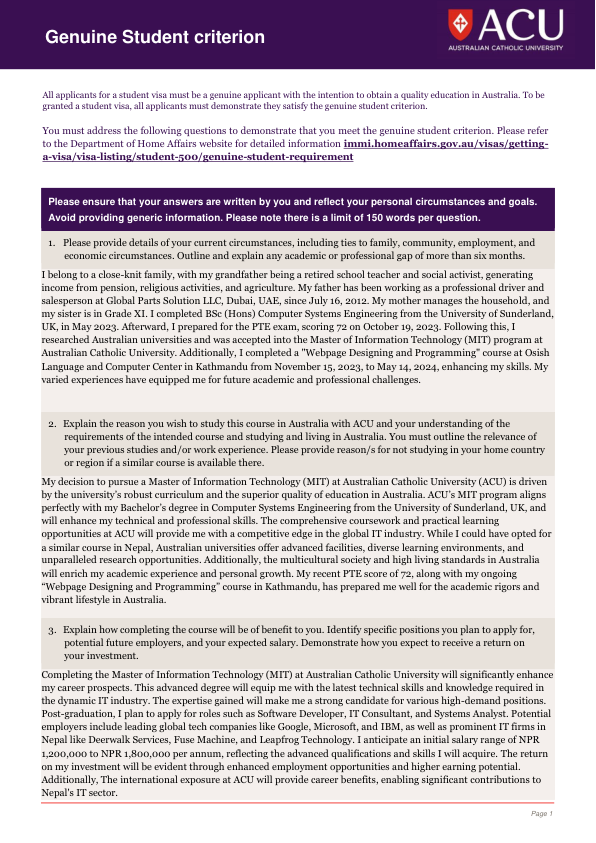 Genuine Student criterion
ACU
AUSTRALIAN CATHOLIC UNIVERSITY
All applicants for a student visa must be a genuine applicant with the intention to obtain a quality education in Australia. To be
granted a student visa, all applicants must demonstrate they satisfy the genuine student criterion.
You must address the following questions to demonstrate that you meet the genuine student criterion. Please refer
to the Department of Home Affairs website for detailed information immi.homeaffairs.gov.au/visas/getting-
a-visa/visa-listing/student-500/genuine-student-requirement
Please ensure that your answers are written by you and reflect your personal circumstances and goals.
Avoid providing generic information. Please note there is a limit of 150 words per question.
1. Please provide details of your current circumstances, including ties to family, community, employment, and
economic circumstances. Outline and explain any academic or professional gap of more than six months.
I belong to a close-knit family, with my grandfather being a retired school teacher and social activist, generating
income from pension, religious activities, and agriculture. My father has been working as a professional driver and
salesperson at Global Parts Solution LLC, Dubai, UAE, since July 16, 2012. My mother manages the household, and
my sister is in Grade XI. I completed BSc (Hons) Computer Systems Engineering from the University of Sunderland,
UK, in May 2023. Afterward, I prepared for the PTE exam, scoring 72 on October 19, 2023. Following this, I
researched Australian universities and was accepted into the Master of Information Technology (MIT) program at
Australian Catholic University. Additionally, I completed a "Webpage Designing and Programming" course at Osish
Language and Computer Center in Kathmandu from November 15, 2023, to May 14, 2024, enhancing my skills. My
varied experiences have equipped me for future academic and professional challenges.
2. Explain the reason you wish to study this course in Australia with ACU and your understanding of the
requirements of the intended course and studying and living in Australia. You must outline the relevance of
your previous studies and/or work experience. Please provide reason/s for not studying in your home country
or region if a similar course is available there.
My decision to pursue a Master of Information Technology (MIT) at Australian Catholic University (ACU) is driven
by the university's robust curriculum and the superior quality of education in Australia. ACU's MIT program aligns
perfectly with my Bachelor's degree in Computer Systems Engineering from the University of Sunderland, UK, and
will enhance my technical and professional skills. The comprehensive coursework and practical learning
opportunities at ACU will provide me with a competitive edge in the global IT industry. While I could have opted for
a similar course in Nepal, Australian universities offer advanced facilities, diverse learning environments, and
unparalleled research opportunities. Additionally, the multicultural society and high living standards in Australia
will enrich my academic experience and personal growth. My recent PTE score of 72, along with my ongoing
"Webpage Designing and Programming" course in Kathmandu, has prepared me well for the academic rigors and
vibrant lifestyle in Australia.
3. Explain how completing the course will be of benefit to you. Identify specific positions you plan to apply for,
potential future employers, and your expected salary. Demonstrate how you expect to receive a return on
your investment.
Completing the Master of Information Technology (MIT) at Australian Catholic University will significantly enhance
my career prospects. This advanced degree will equip me with the latest technical skills and knowledge required in
the dynamic IT industry. The expertise gained will make me a strong candidate for various high-demand positions.
Post-graduation, I plan to apply for roles such as Software Developer, IT Consultant, and Systems Analyst. Potential
employers include leading global tech companies like Google, Microsoft, and IBM, as well as prominent IT firms in
Nepal like Deerwalk Services, Fuse Machine, and Leapfrog Technology. I anticipate an initial salary range of NPR
1,200,000 to NPR 1,800,000 per annum, reflecting the advanced qualifications and skills I will acquire. The return
on my investment will be evident through enhanced employment opportunities and higher earning potential.
Additionally, The international exposure at ACU will provide career benefits, enabling significant contributions to
Nepal's IT sector.
Page 1